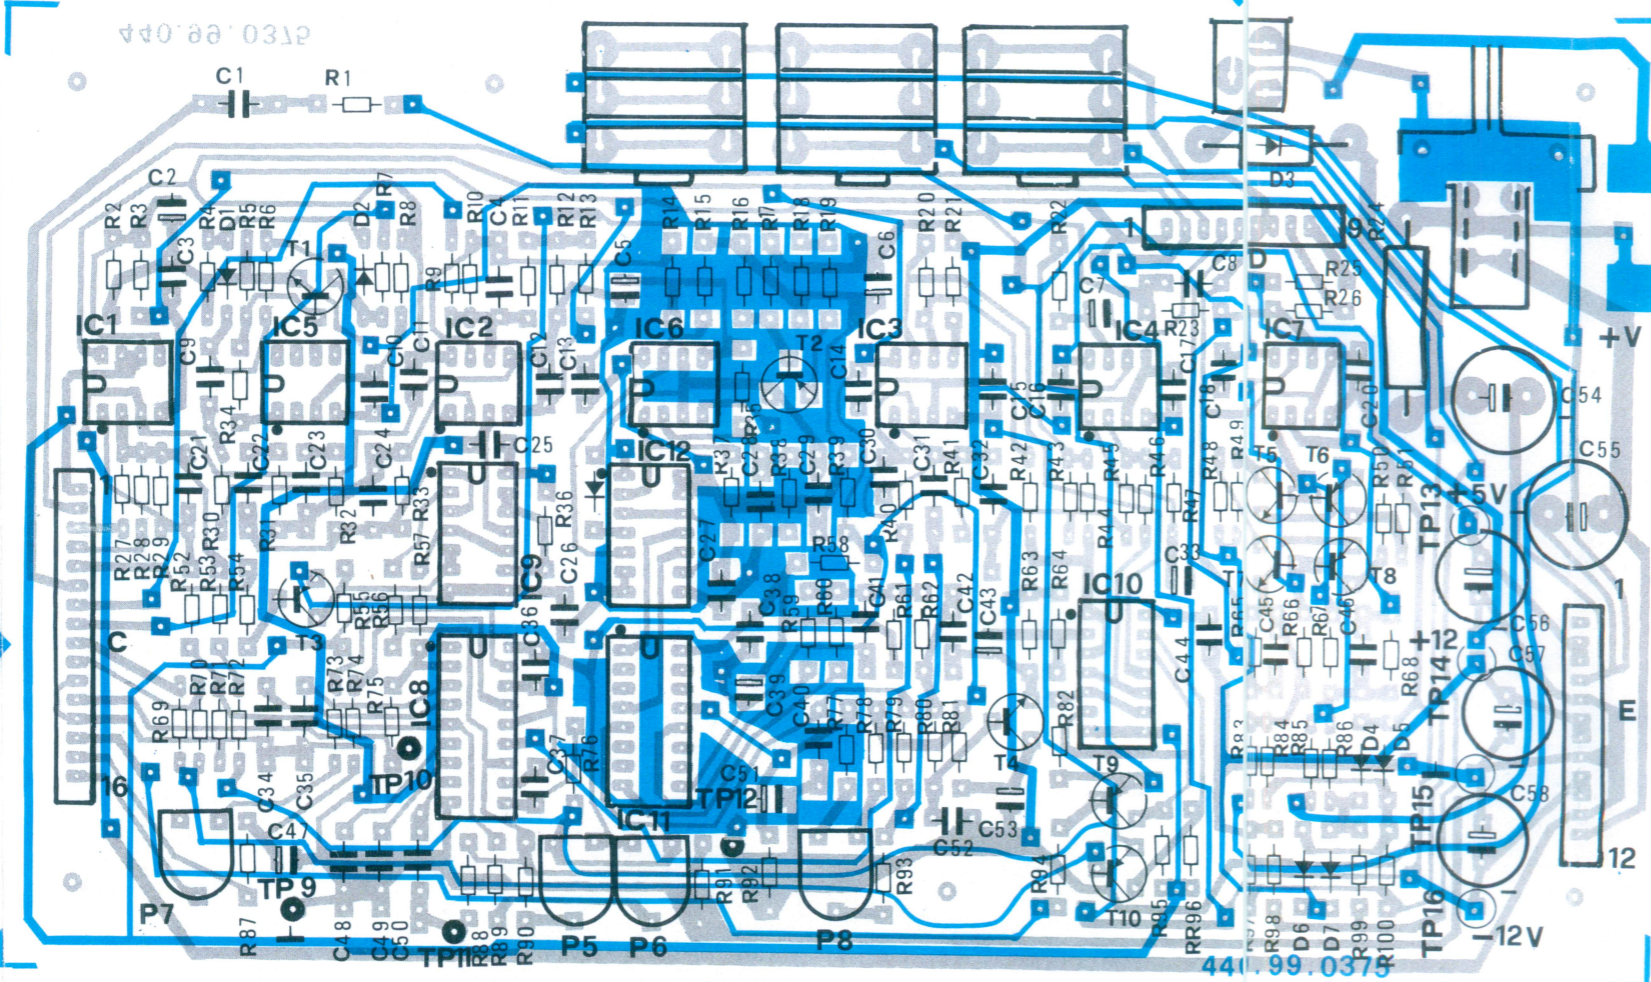 440.99.0375
C1 R1
C2
R2 R3 C3 R4 D1 R5 R6 T1 D2 R7 R8 R9 R10 C4 R11 R12 R13 C5 R14 R15 R16 R17 R18 R19 C6 R20 R21 R22 1 9 R24 D3
C7 C8 R25 R26 R23
IC1 IC5 IC2 IC6 IC3 IC4 IC7 +V
C9 R34 C10 C11 C12 C13 T2 R35 C14 C15 C16 C17 C18 C20 C54
C21 C22 C23 C24 C25 IC12 R37 C28 R38 C29 R39 C30 C31 R41 C32 R42 R43 R45 R46 R48 R49 T5 T6 R50 R51 C55
1 R27 R28 R29 R30 R31 R32 R33 R36 C27 R40 R44 R47 TP13 +5V
R52 R53 R54 R57 IC9 C26 R58 C33 R63 R64 IC10 T7 T8
T3 R55 R56 C36 C38 R59 R60 C41 R61 R62 C42 C43 C44 R65 C45 R66 R67 C46 R68 +12 C56 C57 1
C R70 R71 R72 R73 R74 R75 IC8 C39 C40 R77 R78 R79 R80 R81 R82 TP14 E
R69 TP10 C37 R76 C51 TP12 T4 T9 R83 R84 R85 R86 D4 D5 TP15 C58
16 C34 C35 C47 IC11 C52 C53 12
P7 TP9 R87 C48 C49 C50 TP11 R88 R89 R90 P5 P6 R91 R92 P8 R93 R94 T10 R95 RR96 R97 R98 D6 D7 R99 R100 TP16 -12V
440.99.0375